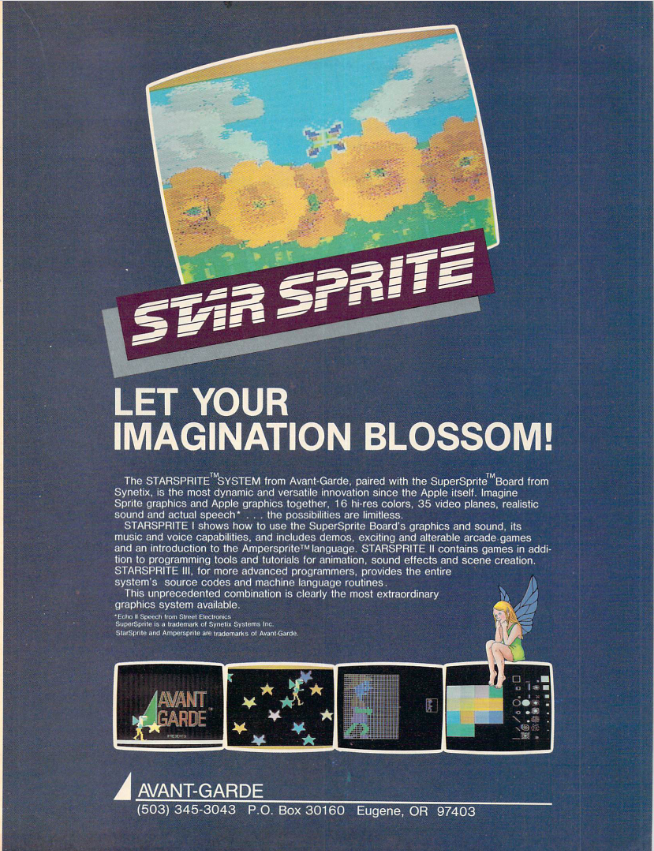 STAR SPRITE
LET YOUR
IMAGINATION BLOSSOM!
The STARSPRITE™ SYSTEM from Avant-Garde, paired with the SuperSprite™ Board from
Synetix, is the most dynamic and versatile innovation since the Apple itself. Imagine
Sprite graphics and Apple graphics together, 16 hi-res colors, 35 video planes, realistic
sound and actual speech* . . . the possibilities are limitless.
STARSPRITE I shows how to use the SuperSprite Board's graphics and sound, its
music and voice capabilities, and includes demos, exciting and alterable arcade games
and an introduction to the Ampersprite™ language. STARSPRITE II contains games in addi-
tion to programming tools and tutorials for animation, sound effects and scene creation.
STARSPRITE III, for more advanced programmers, provides the entire
system's source codes and machine language routines.
This unprecedented combination is clearly the most extraordinary
graphics system available.
*Echo II Speech from Street Electronics
SuperSprite is a trademark of Synetix Systems Inc.
StarSprite and Ampersprite are trademarks of Avant-Garde.
AVANT
GARDE
PRESENTS
AVANT-GARDE
(503) 345-3043 P.O. Box 30160 Eugene, OR 97403